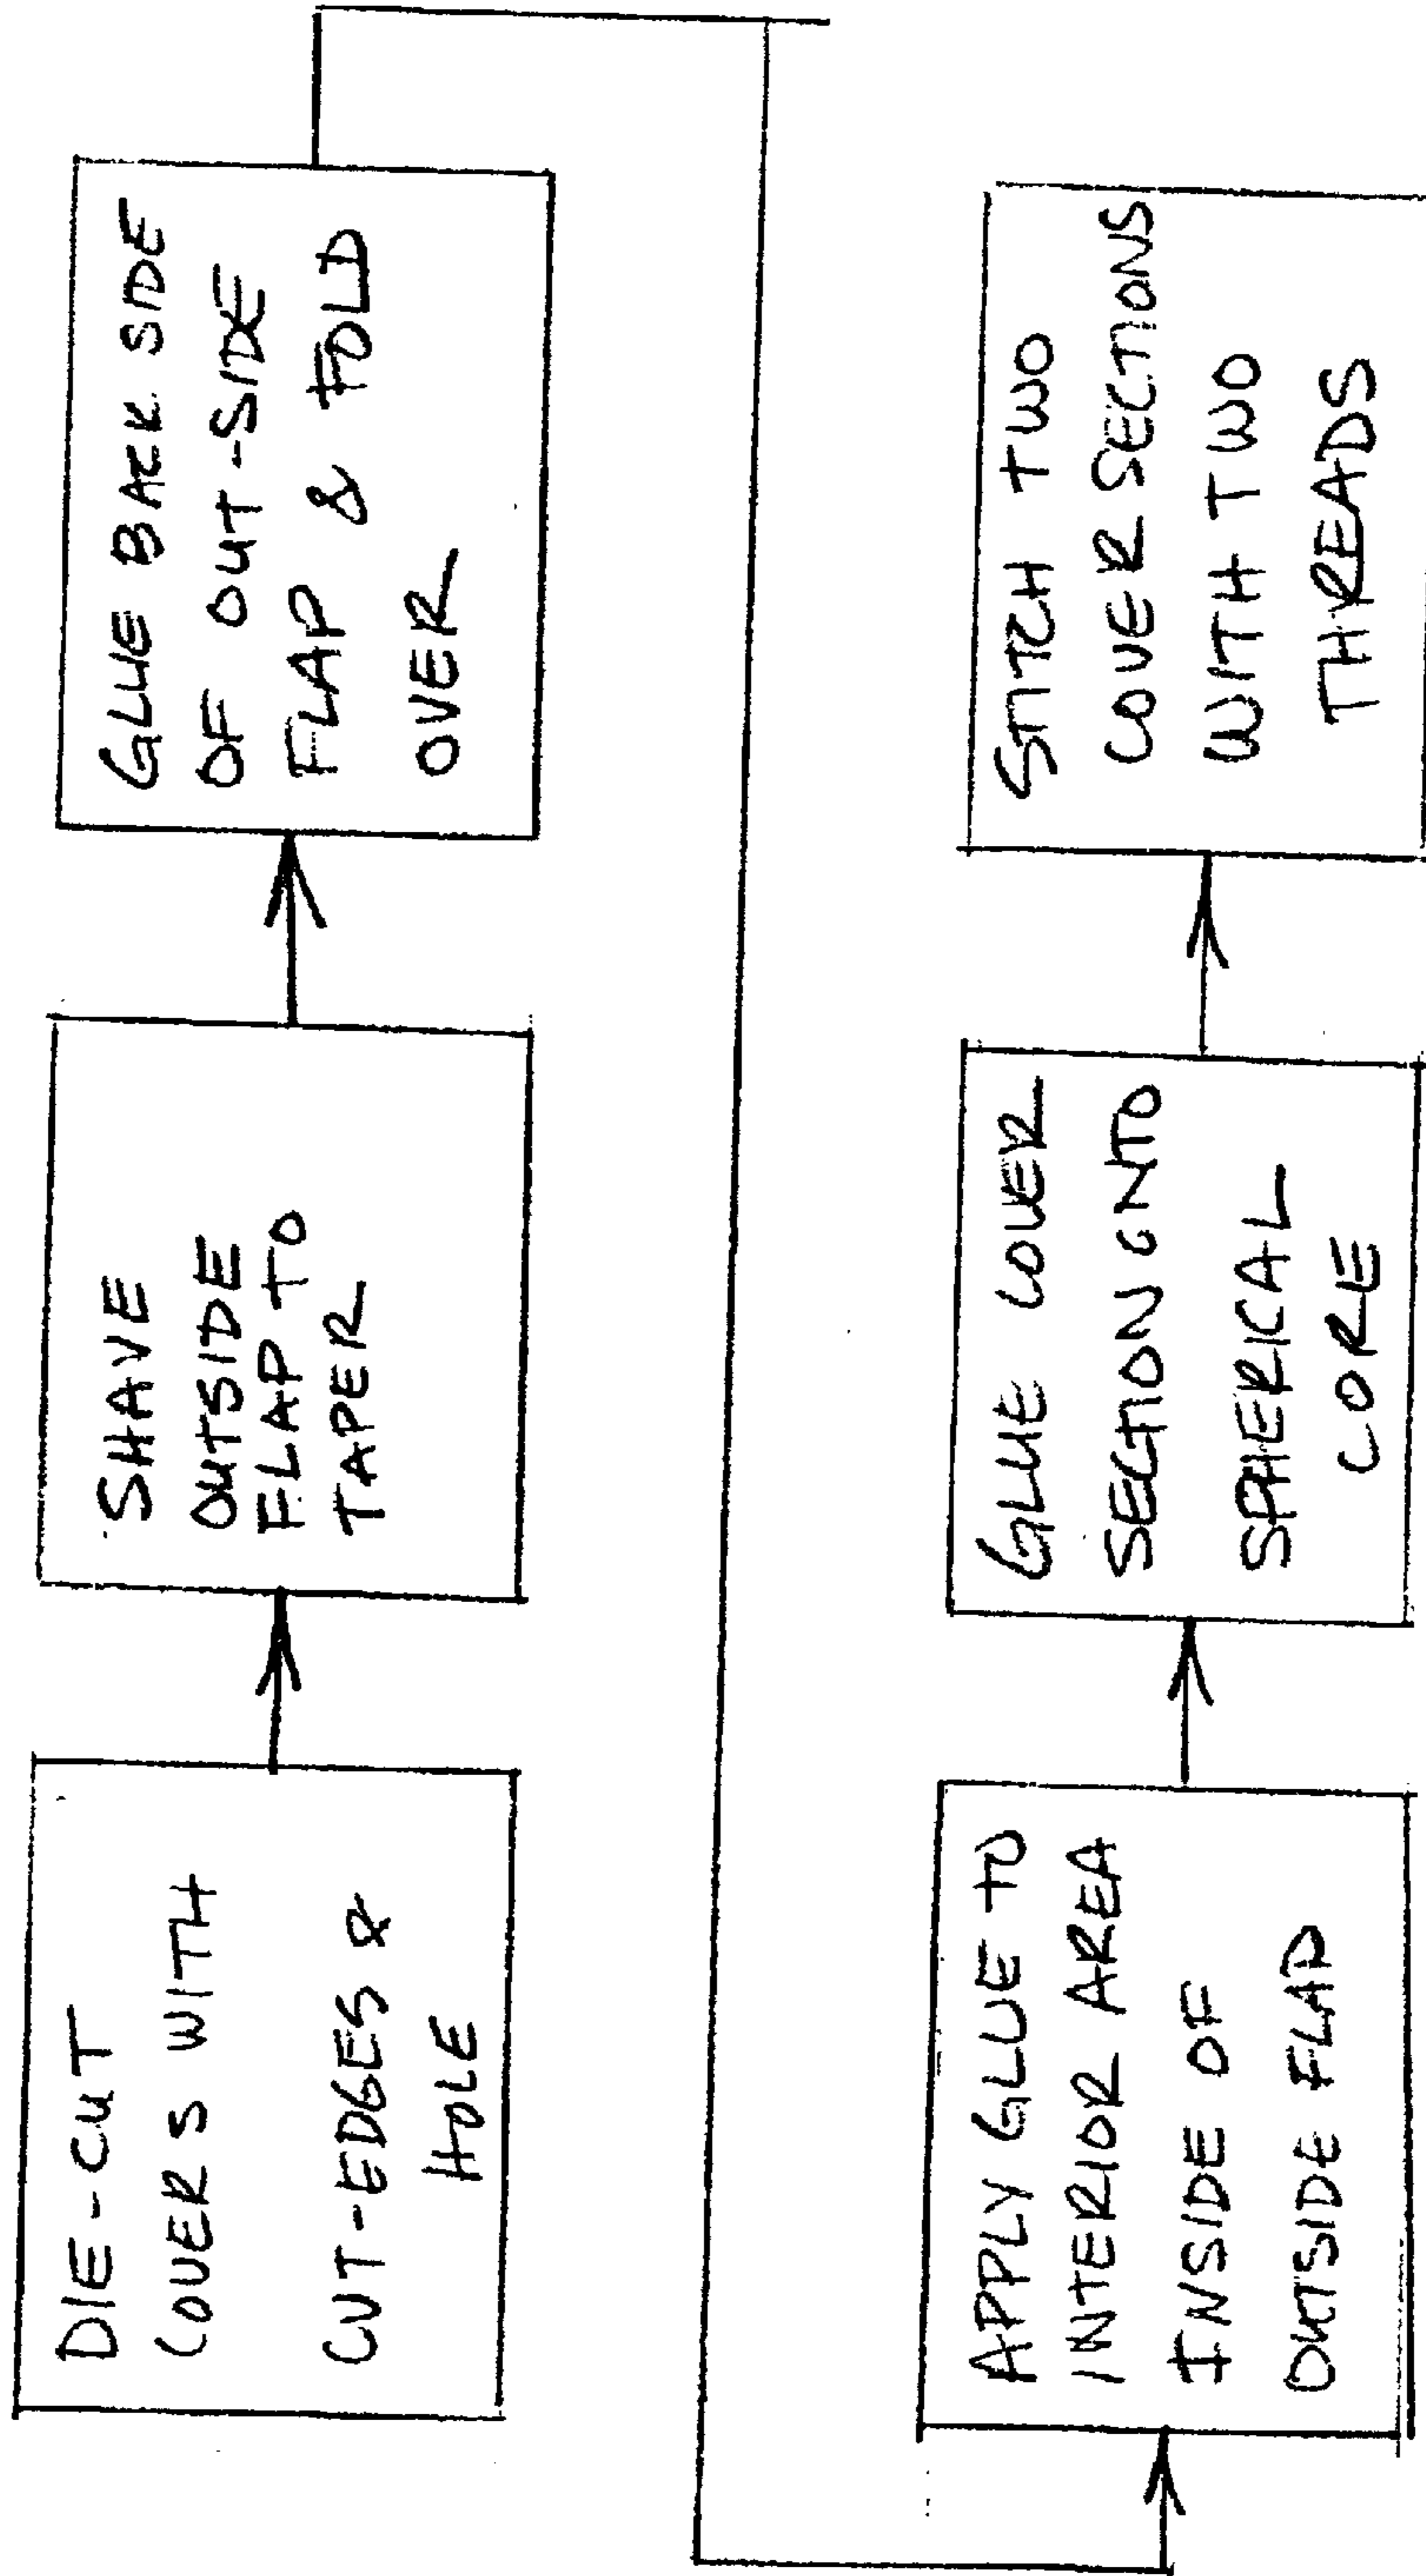 DIE-CUT
COVERS WITH
CUT-EDGES &
HOLE
SHAVE
OUTSIDE
FLAP TO
TAPER
GLUE BACK SIDE
OF OUT-SIDE
FLAP & FOLD
OVER
APPLY GLUE TO
INTERIOR AREA
INSIDE OF
OUTSIDE FLAP
GLUE COVER
SECTION ONTO
SPHERICAL
CORE
STITCH TWO
COVER SECTIONS
WITH TWO
THREADS